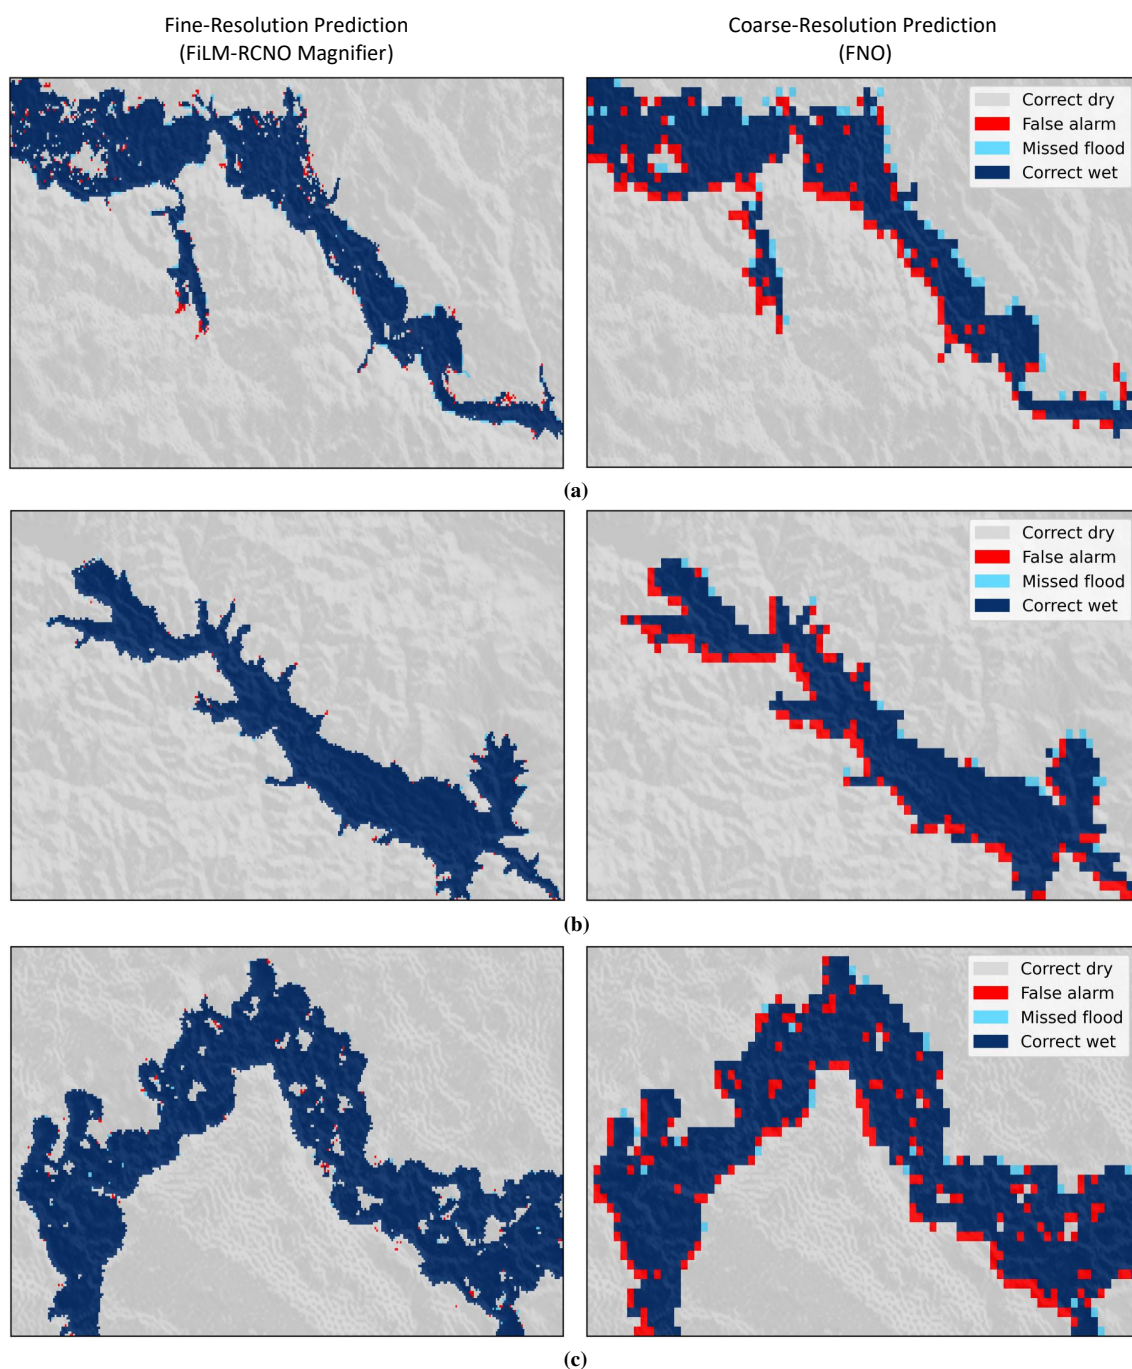 Fine-Resolution Prediction
(FiLM-RCNO Magnifier)
Coarse-Resolution Prediction
(FNO)
Correct dry
False alarm
Missed flood
Correct wet
(a)
Correct dry
False alarm
Missed flood
Correct wet
(b)
Correct dry
False alarm
Missed flood
Correct wet
(c)